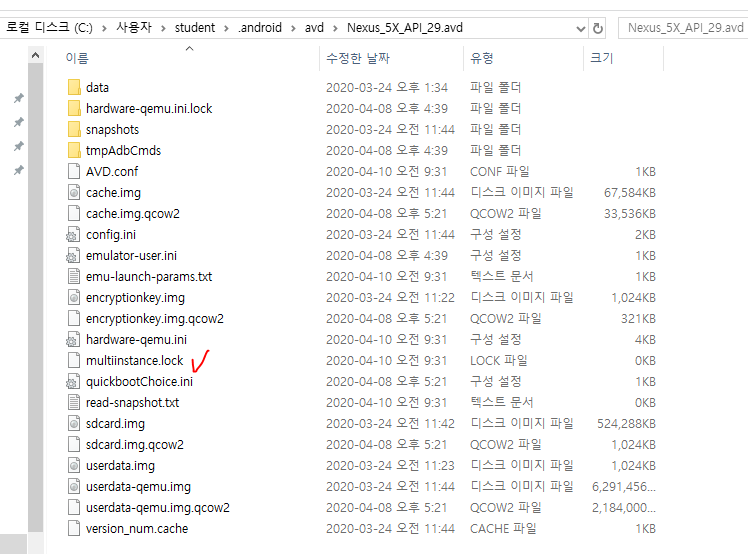 로컬 디스크 (C:) > 사용자 > student > .android > avd > Nexus_5X_API_29.avd Nexus_5X_API_29.avd
이름 수정한 날짜 유형 크기
data 2020-03-24 오후 1:34 파일 폴더
hardware-qemu.ini.lock 2020-04-08 오후 4:39 파일 폴더
snapshots 2020-03-24 오전 11:44 파일 폴더
tmpAdbCmds 2020-04-08 오후 4:39 파일 폴더
AVD.conf 2020-04-10 오전 9:31 CONF 파일 1KB
cache.img 2020-03-24 오전 11:44 디스크 이미지 파일 67,584KB
cache.img.qcow2 2020-04-08 오후 5:21 QCOW2 파일 33,536KB
config.ini 2020-03-24 오전 11:44 구성 설정 2KB
emulator-user.ini 2020-04-08 오후 4:39 구성 설정 1KB
emu-launch-params.txt 2020-04-10 오전 9:31 텍스트 문서 1KB
encryptionkey.img 2020-03-24 오전 11:22 디스크 이미지 파일 1,024KB
encryptionkey.img.qcow2 2020-04-08 오후 5:21 QCOW2 파일 321KB
hardware-qemu.ini 2020-04-10 오전 9:31 구성 설정 4KB
multiinstance.lock 2020-04-10 오전 9:31 LOCK 파일 0KB
quickbootChoice.ini 2020-04-08 오후 5:21 구성 설정 1KB
read-snapshot.txt 2020-04-10 오전 9:31 텍스트 문서 0KB
sdcard.img 2020-03-24 오전 11:42 디스크 이미지 파일 524,288KB
sdcard.img.qcow2 2020-04-08 오후 5:21 QCOW2 파일 1,024KB
userdata.img 2020-03-24 오전 11:23 디스크 이미지 파일 1,024KB
userdata-qemu.img 2020-03-24 오전 11:44 디스크 이미지 파일 6,291,456...
userdata-qemu.img.qcow2 2020-04-08 오후 5:21 QCOW2 파일 2,184,000...
version_num.cache 2020-03-24 오전 11:44 CACHE 파일 1KB